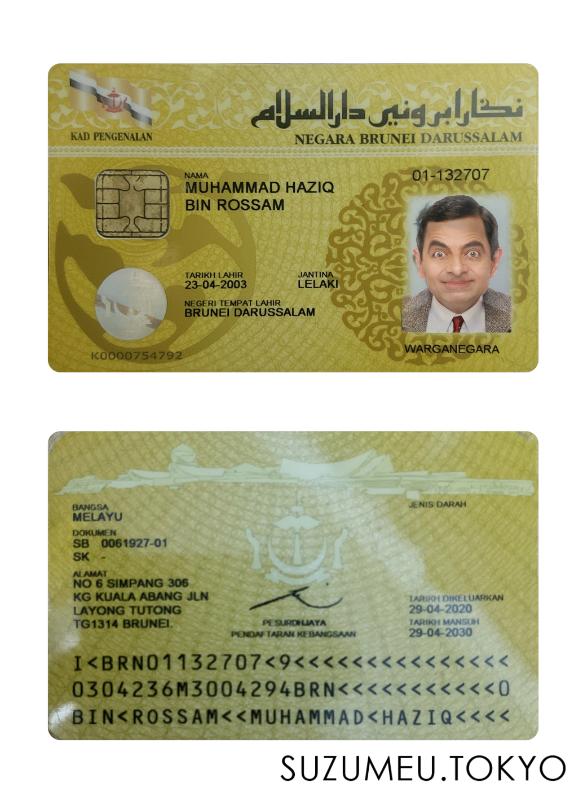 KAD PENGENALAN
نڬارا بروني دارالسلام
NEGARA BRUNEI DARUSSALAM
01-132707
NAMA
MUHAMMAD HAZIQ
BIN ROSSAM
TARIKH LAHIR JANTINA
23-04-2003 LELAKI
NEGERI TEMPAT LAHIR
BRUNEI DARUSSALAM
K0000754792
WARGANEGARA
BANGSA
MELAYU
JENIS DARAH
DOKUMEN
SB 0061927-01
SK -
ALAMAT
NO 6 SIMPANG 306
KG KUALA ABANG JLN
LAYONG TUTONG
TG1314 BRUNEI.
PESURUHJAYA
PENDAFTARAN KEBANGSAAN
TARIKH DIKELUARKAN
29-04-2020
TARIKH MANSUH
29-04-2030
I<BRN01132707<9<<<<<<<<<<<<<<<
0304236M3004294BRN<<<<<<<<<<<0
BIN<ROSSAM<<MUHAMMAD<HAZIQ<<<<
SUZUMEU.TOKYO